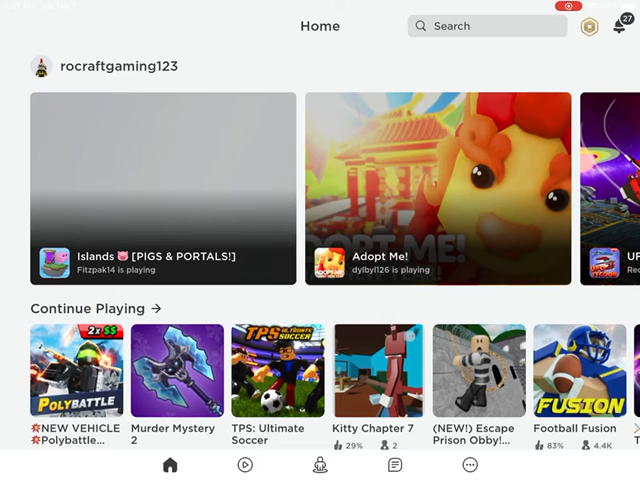 Home
Search
27
rocraftgaming123
Islands 🐷 [PIGS & PORTALS!]
Fitzpak14 is playing
ADOPT ME!
Adopt Me!
dylbyl126 is playing
Continue Playing →
2x $$
POLYBATTLE
TPS: ULTIMATE SOCCER
FUSION
💥NEW VEHICLE
💥Polybattle...
Murder Mystery
2
TPS: Ultimate
Soccer
Kitty Chapter 7
29% 2
(NEW!) Escape
Prison Obby!...
Football Fusion
83% 4.4K